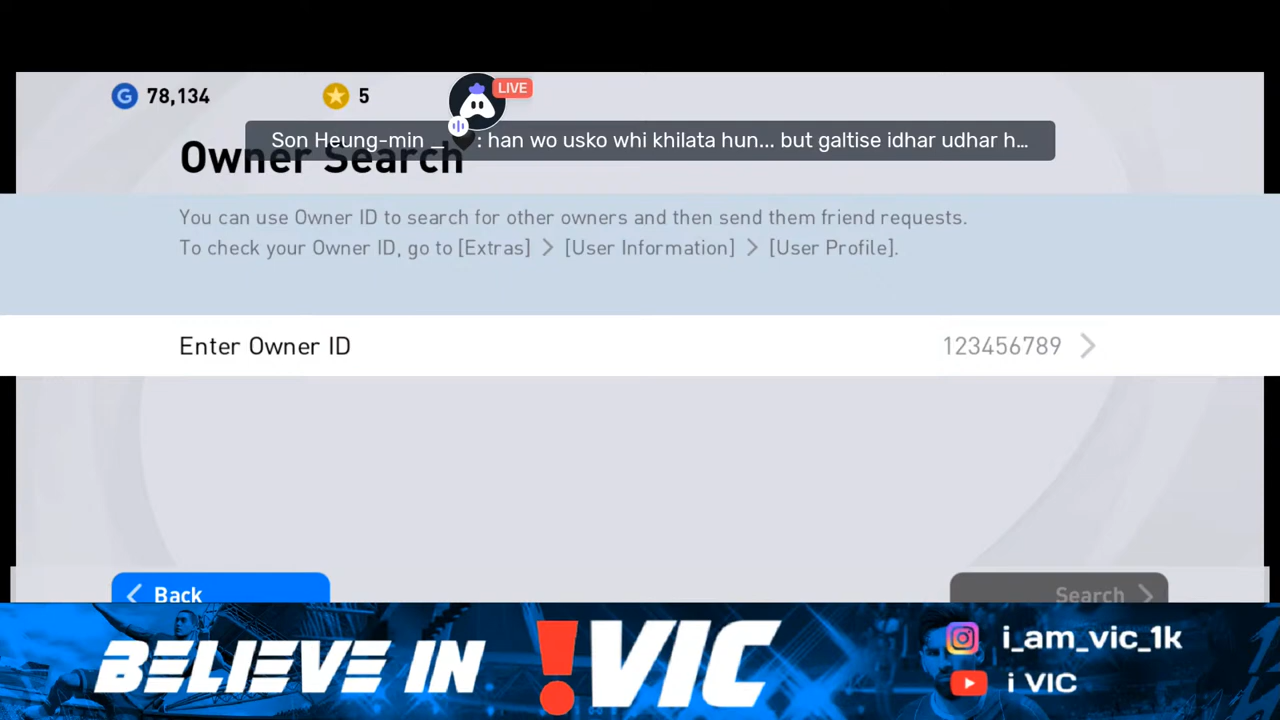 G 78,134
5
LIVE
Son Heung-min _🖤: han wo usko whi khilata hun... but galtise idhar udhar h...
Owner Search
You can use Owner ID to search for other owners and then send them friend requests.
To check your Owner ID, go to [Extras] > [User Information] > [User Profile].
Enter Owner ID
123456789 >
< Back
Search >
BELIEVE IN !VIC
i_am_vic_1k
i VIC